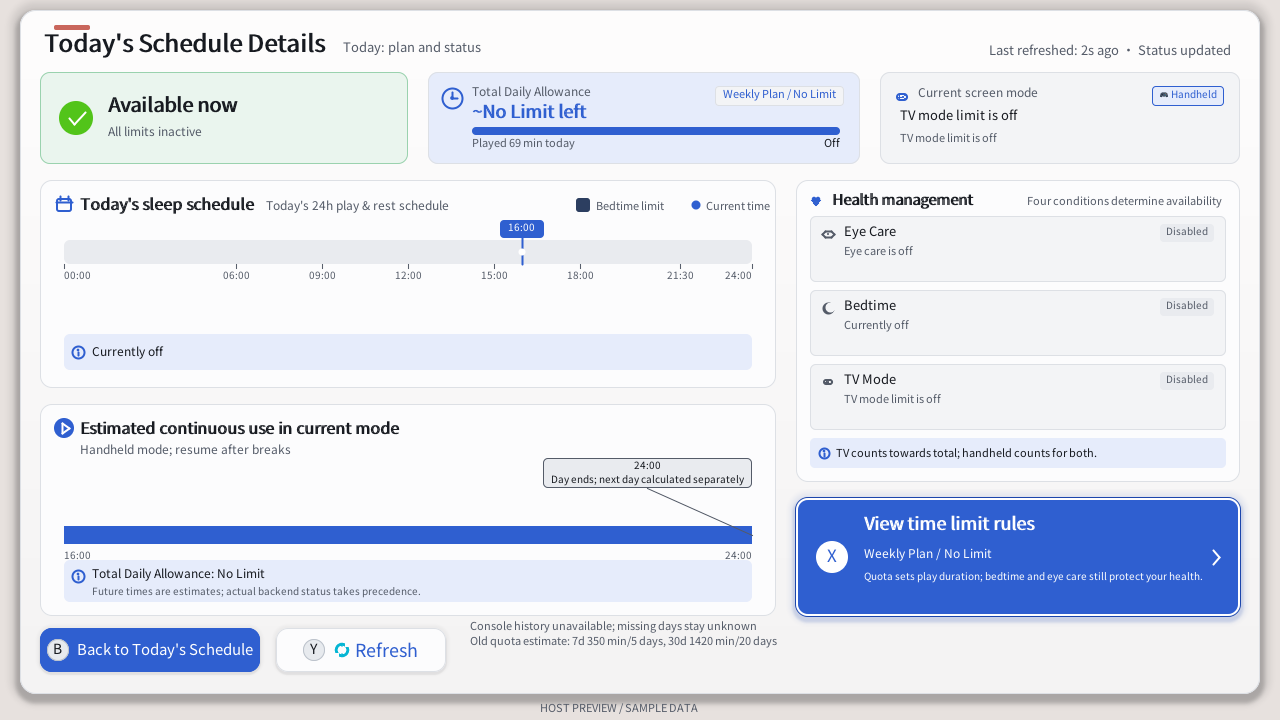 Today's Schedule Details
Today: plan and status
Last refreshed: 2s ago • Status updated
Available now
All limits inactive
Total Daily Allowance
Weekly Plan / No Limit
~No Limit left
Played 69 min today
Off
Current screen mode
Handheld
TV mode limit is off
TV mode limit is off
Today's sleep schedule
Today's 24h play & rest schedule
Bedtime limit
Current time
16:00
00:00
06:00
09:00
12:00
15:00
18:00
21:30
24:00
Currently off
Health management
Four conditions determine availability
Eye Care
Disabled
Eye care is off
Bedtime
Disabled
Currently off
TV Mode
Disabled
TV mode limit is off
TV counts towards total; handheld counts for both.
Estimated continuous use in current mode
Handheld mode; resume after breaks
24:00
Day ends; next day calculated separately
16:00
24:00
Total Daily Allowance: No Limit
Future times are estimates; actual backend status takes precedence.
X
View time limit rules
Weekly Plan / No Limit
Quota sets play duration; bedtime and eye care still protect your health.
B Back to Today's Schedule
Y Refresh
Console history unavailable; missing days stay unknown
Old quota estimate: 7d 350 min/5 days, 30d 1420 min/20 days
HOST PREVIEW / SAMPLE DATA